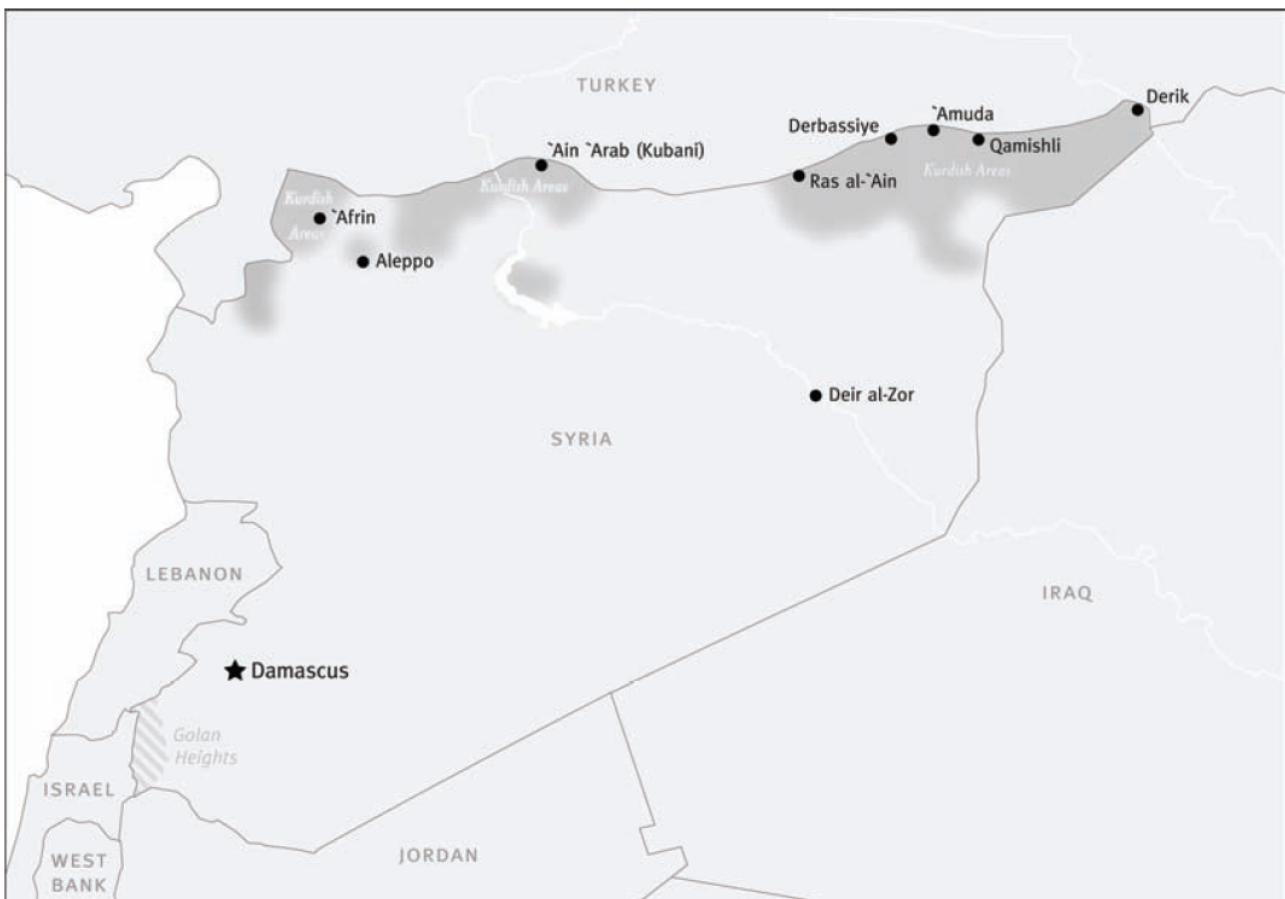 TURKEY
Derik
`Amuda
Derbassiye
Qamishli
`Ain `Arab (Kubani)
Kurdish Areas
Kurdish Areas
Ras al-`Ain
Kurdish
Areas
`Afrin
Aleppo
Deir al-Zor
SYRIA
LEBANON
IRAQ
Damascus
Golan
Heights
ISRAEL
JORDAN
WEST
BANK